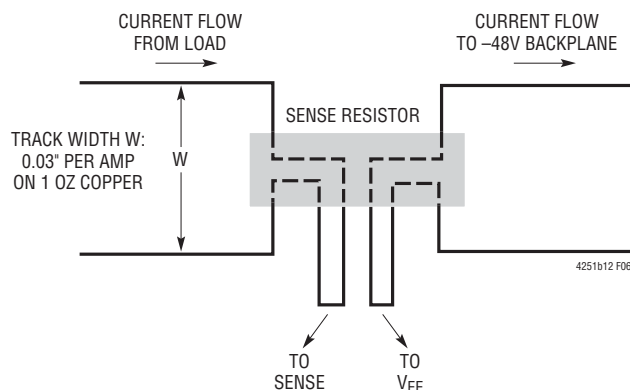 CURRENT FLOW
FROM LOAD
CURRENT FLOW
TO –48V BACKPLANE
SENSE RESISTOR
TRACK WIDTH W:
0.03" PER AMP
ON 1 OZ COPPER
W
4251b12 F06
TO
SENSE
TO
VEE